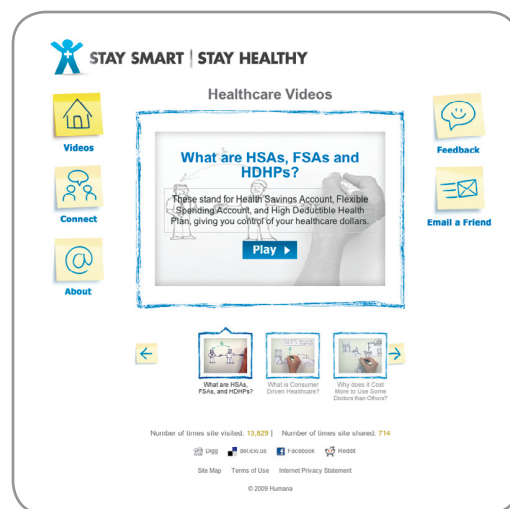 STAY SMART | STAY HEALTHY
Healthcare Videos
Videos
Connect
About
What are HSAs, FSAs and
HDHPs?
These stand for Health Savings Account, Flexible
Spending Account, and High Deductible Health
Plan, giving you control of your healthcare dollars.
Play
Feedback
Email a Friend
What are HSAs,
FSAs, and HDHPs?
What is Consumer
Driven Healthcare?
Why does it Cost
More to Use Some
Doctors than Others?
Number of times site visited: 13,829 | Number of times site shared: 714
Digg del.icio.us Facebook Reddit
Site Map Terms of Use Internet Privacy Statement
© 2009 Humana